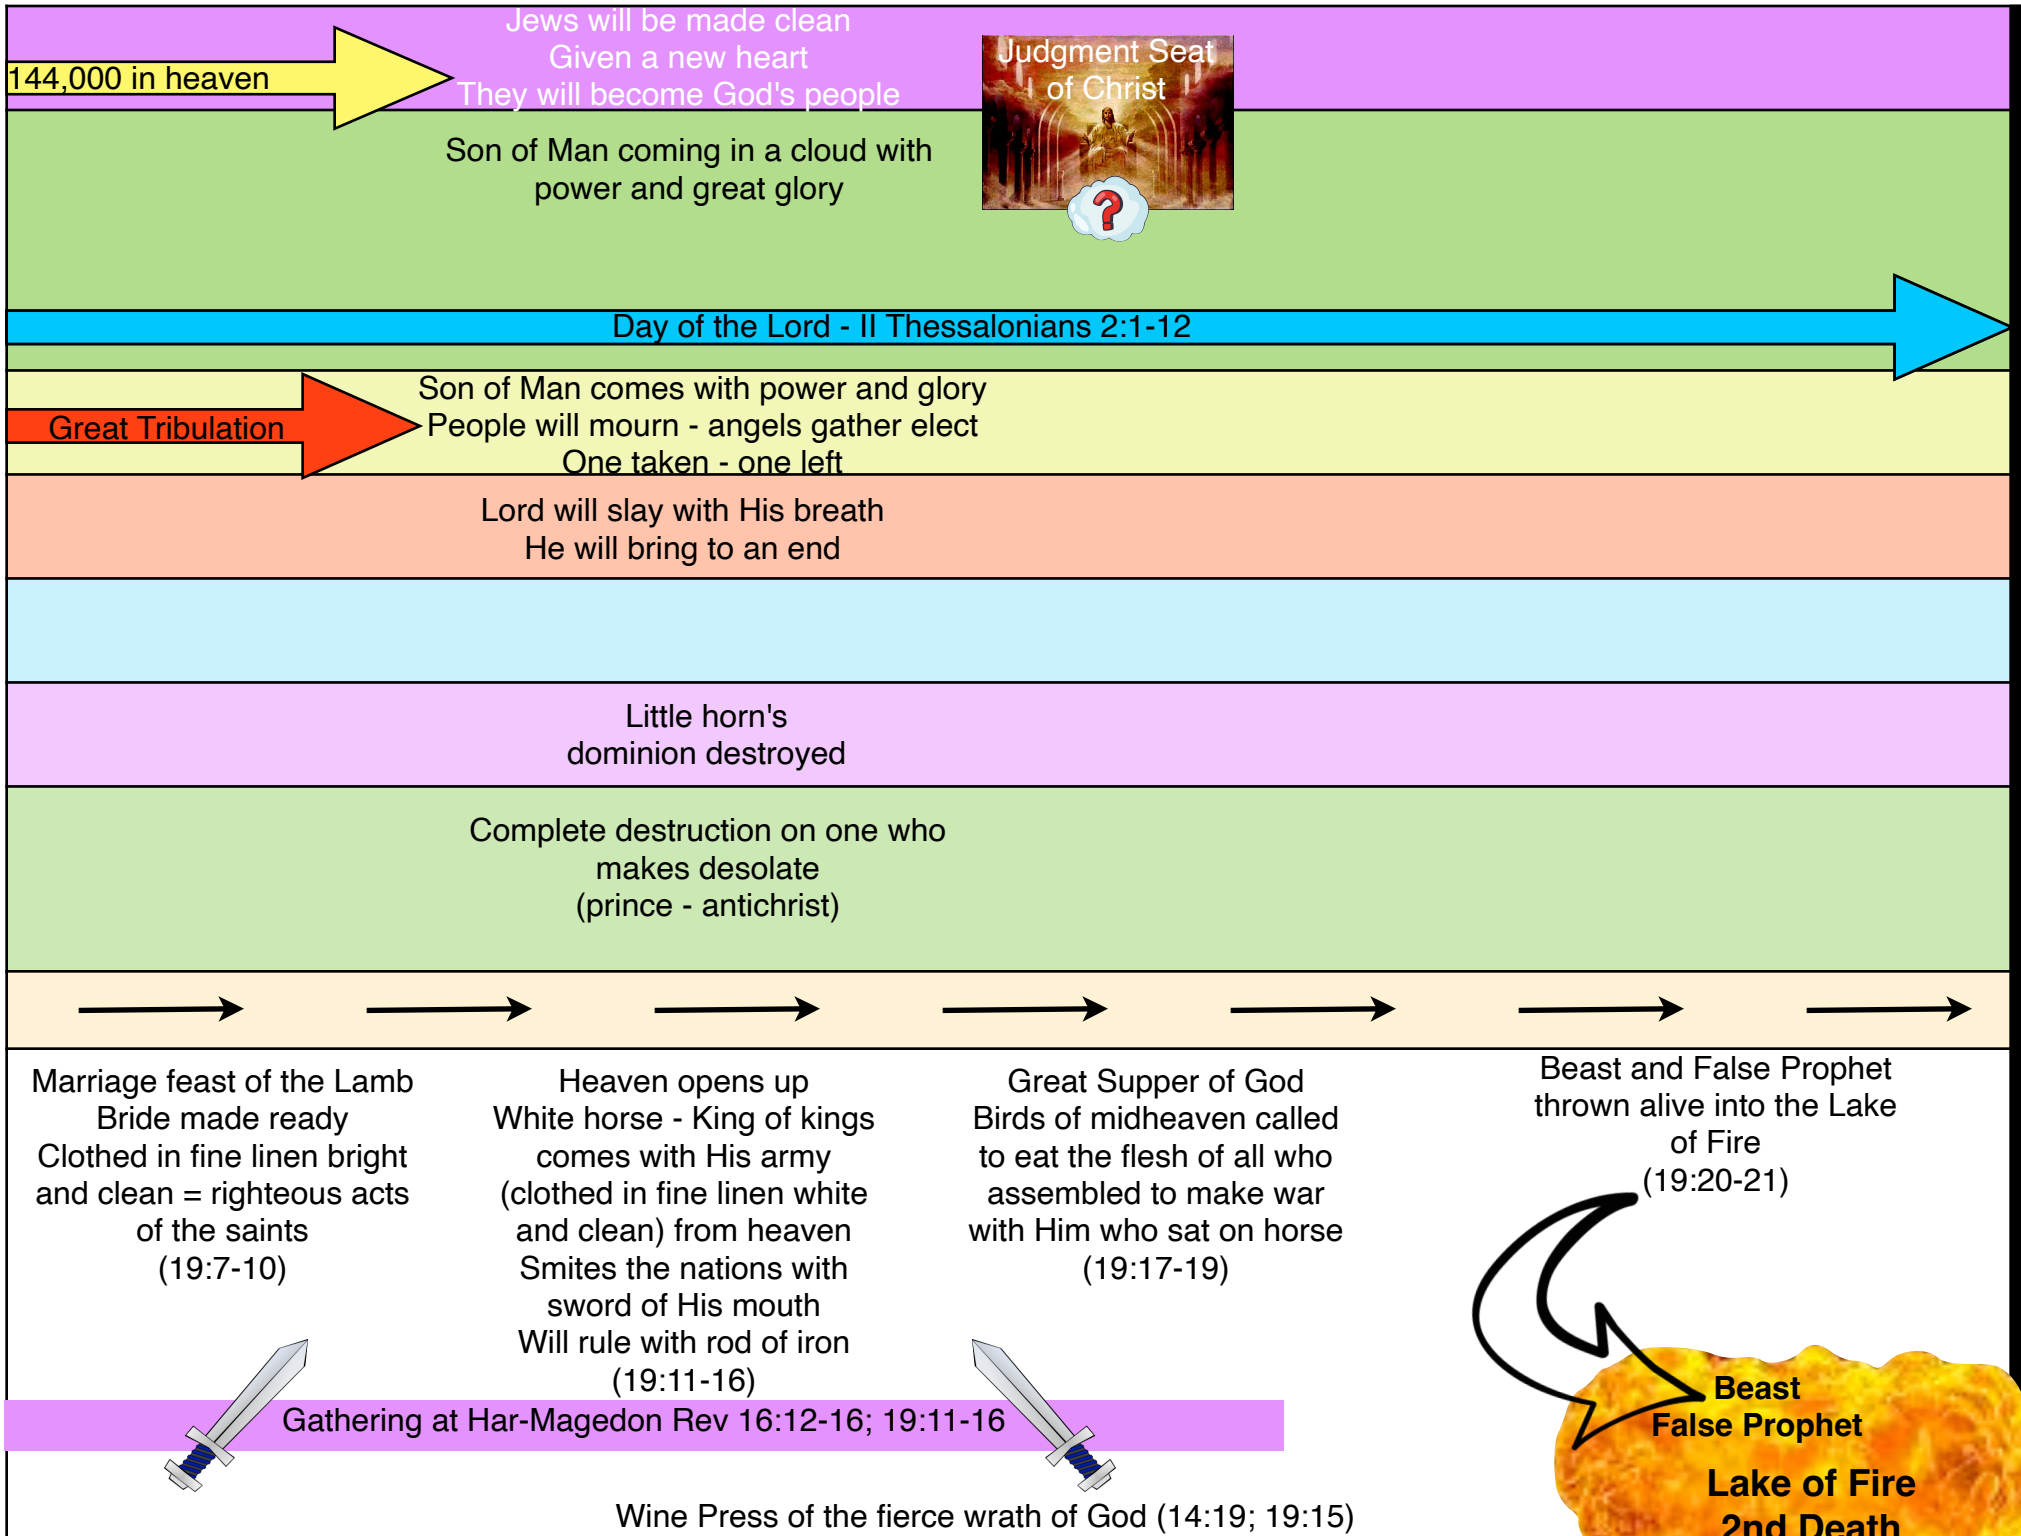 Jews will be made clean
Given a new heart
They will become God's people
144,000 in heaven
Judgment Seat
of Christ
Son of Man coming in a cloud with
power and great glory
?
Day of the Lord - II Thessalonians 2:1-12
Great Tribulation
Son of Man comes with power and glory
People will mourn - angels gather elect
One taken - one left
Lord will slay with His breath
He will bring to an end
Little horn's
dominion destroyed
Complete destruction on one who
makes desolate
(prince - antichrist)
Marriage feast of the Lamb
Bride made ready
Clothed in fine linen bright
and clean = righteous acts
of the saints
(19:7-10)
Heaven opens up
White horse - King of kings
comes with His army
(clothed in fine linen white
and clean) from heaven
Smites the nations with
sword of His mouth
Will rule with rod of iron
(19:11-16)
Great Supper of God
Birds of midheaven called
to eat the flesh of all who
assembled to make war
with Him who sat on horse
(19:17-19)
Beast and False Prophet
thrown alive into the Lake
of Fire
(19:20-21)
Gathering at Har-Magedon Rev 16:12-16; 19:11-16
Wine Press of the fierce wrath of God (14:19; 19:15)
Beast
False Prophet
Lake of Fire
2nd Death